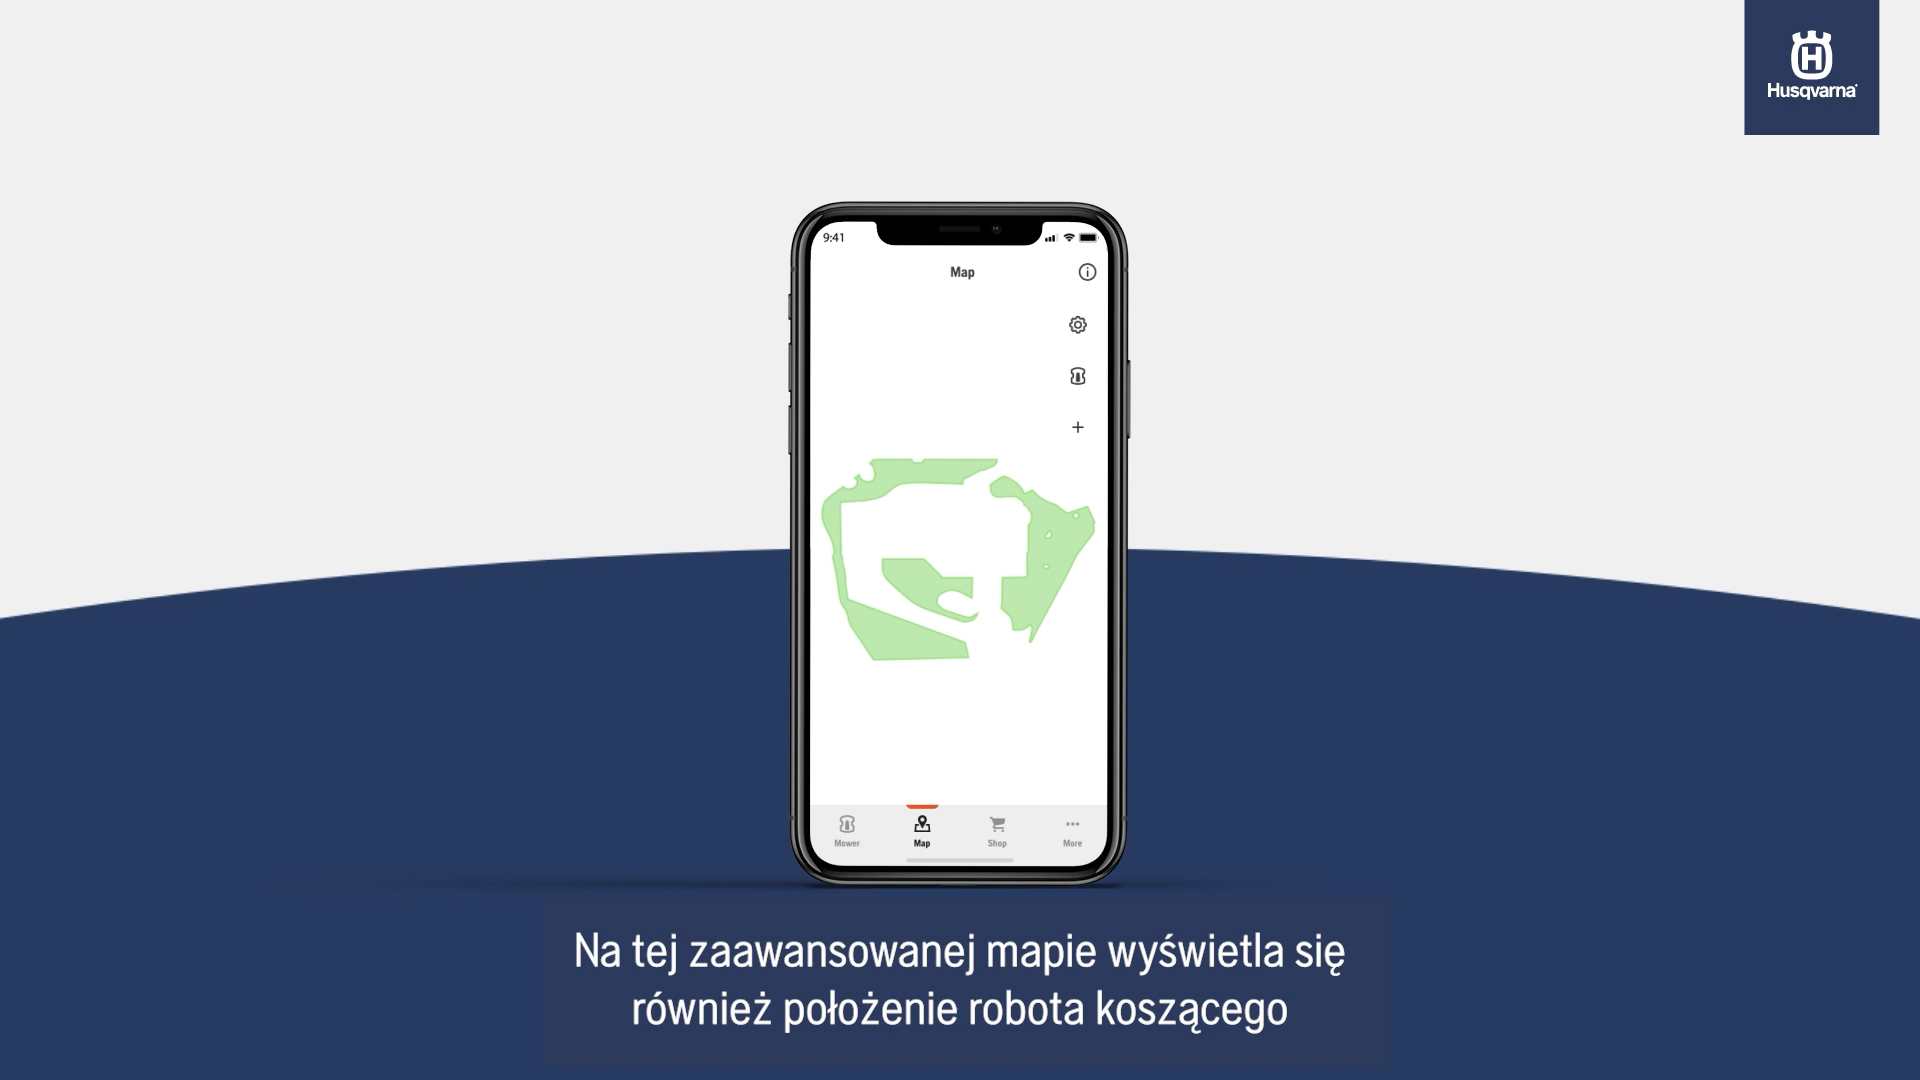 Husqvarna
9:41
Map
Mower
Map
Shop
More
Na tej zaawansowanej mapie wyświetla się
również położenie robota koszącego